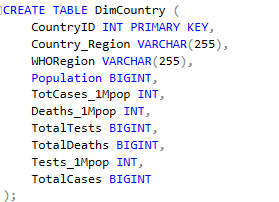 CREATE TABLE DimCountry (
CountryID INT PRIMARY KEY,
Country_Region VARCHAR(255),
WHORegion VARCHAR(255),
Population BIGINT,
TotCases_1Mpop INT,
Deaths_1Mpop INT,
TotalTests BIGINT,
TotalDeaths BIGINT,
Tests_1Mpop INT,
TotalCases BIGINT
);